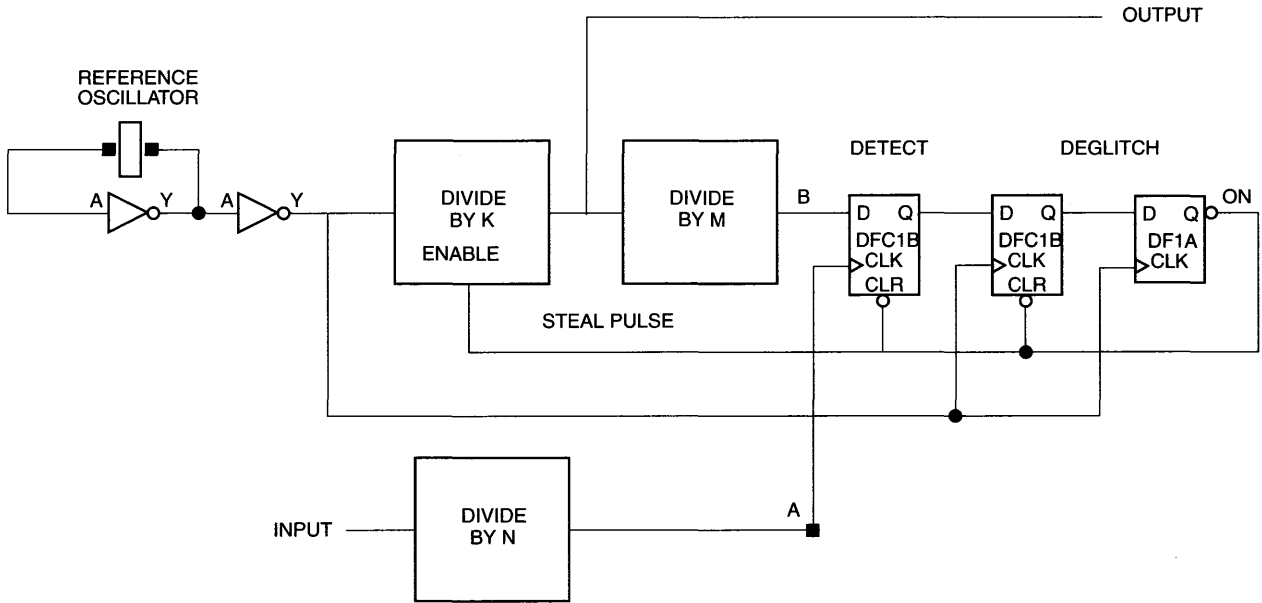 OUTPUT
REFERENCE
OSCILLATOR
A Y A Y
DIVIDE
BY K
ENABLE
DIVIDE
BY M
B
DETECT
D Q
DFC1B
CLK
CLR
DEGLITCH
D Q
DFC1B
CLK
CLR
D Q
DF1A
CLK
ON
STEAL PULSE
INPUT
DIVIDE
BY N
A